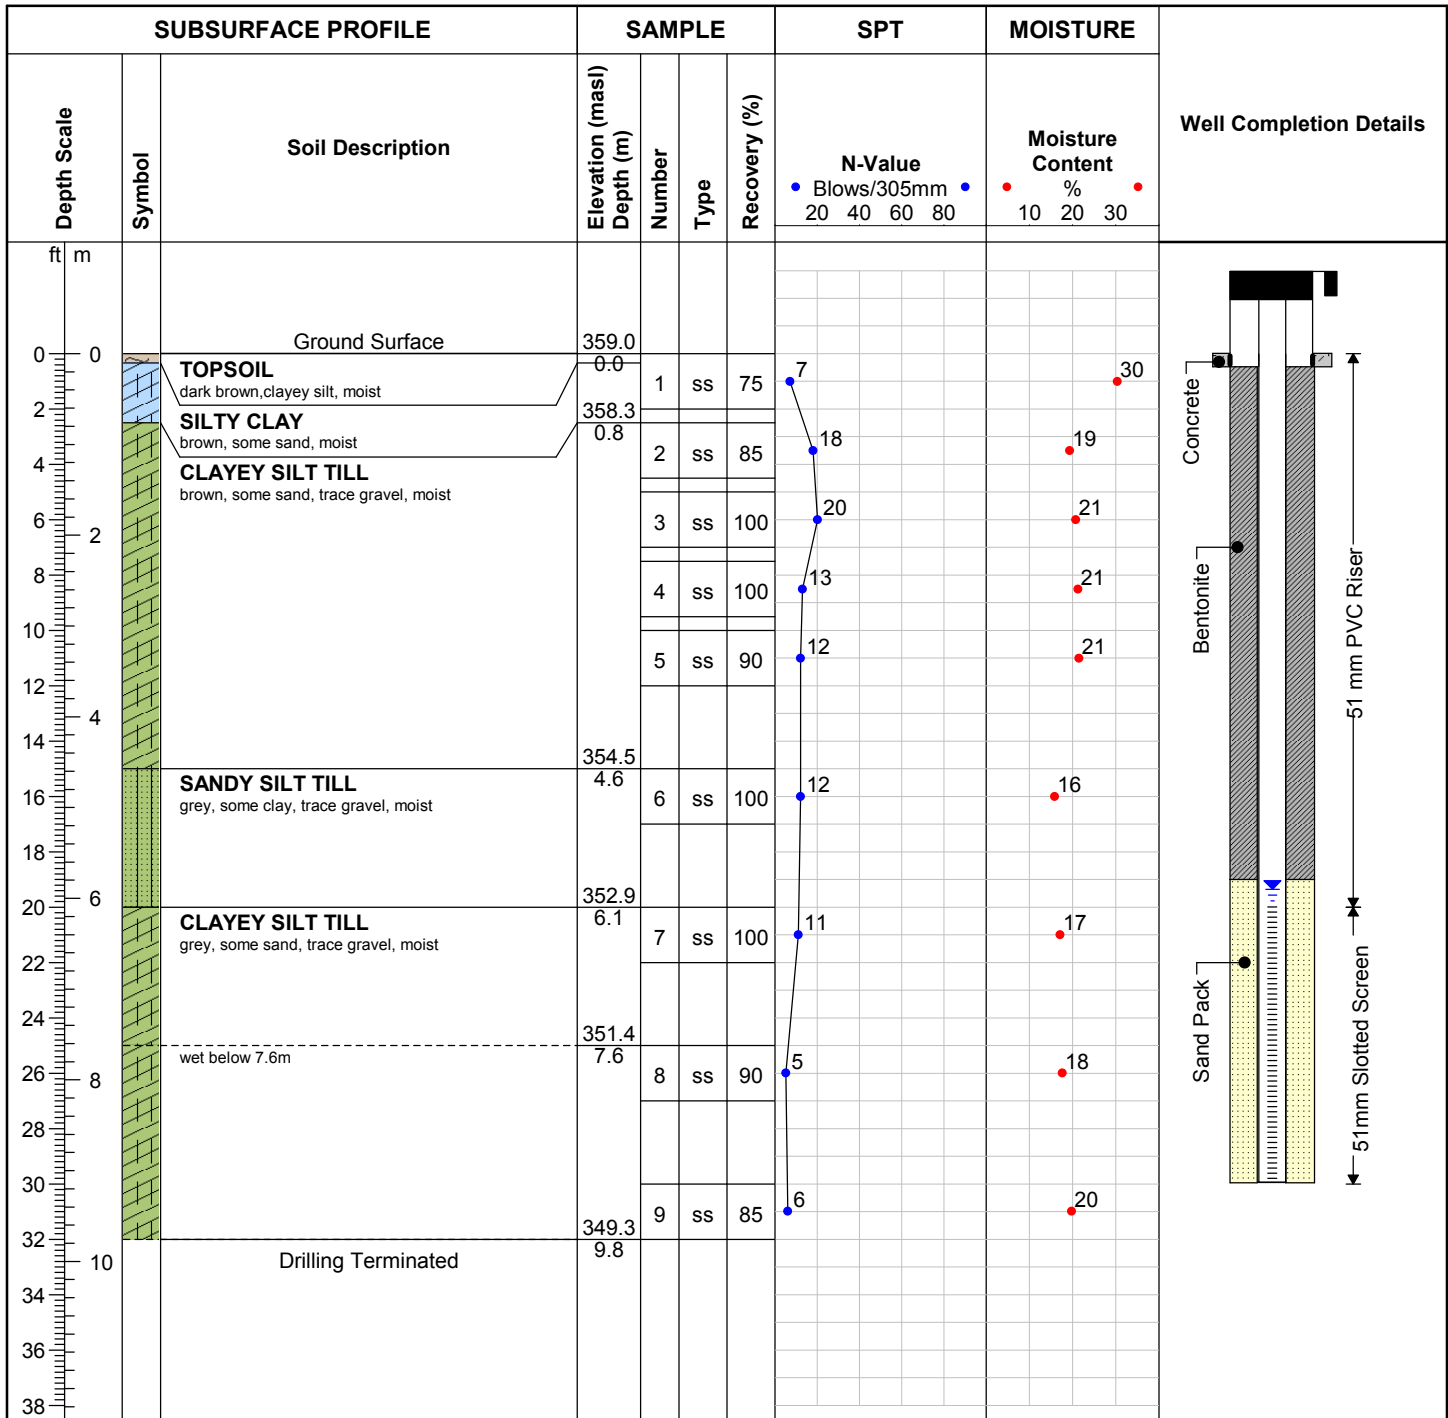 SUBSURFACE PROFILE SAMPLE SPT MOISTURE
Depth Scale
Symbol
Soil Description
Elevation (masl)
Depth (m)
Number
Type
Recovery (%)
N-Value
Blows/305mm
20 40 60 80
Moisture
Content
%
10 20 30
Well Completion Details
ft m
Ground Surface 359.0
0 0
0.0
TOPSOIL
dark brown,clayey silt, moist
1 ss 75 7 30
2 358.3
SILTY CLAY
brown, some sand, moist
0.8
2 ss 85 18 19
4
CLAYEY SILT TILL
brown, some sand, trace gravel, moist
6 3 ss 100 20 21
2
8 4 ss 100 13 21
10
5 ss 90 12 21
12
4
14
354.5
SANDY SILT TILL
grey, some clay, trace gravel, moist
4.6
16 6 ss 100 12 16
18
6 352.9
20
CLAYEY SILT TILL
grey, some sand, trace gravel, moist
6.1
7 ss 100 11 17
22
24
351.4
wet below 7.6m
7.6
26 8 8 ss 90 5 18
28
30
9 ss 85 6 20
349.3
32
9.8
10 Drilling Terminated
34
36
38
Concrete
Bentonite
51 mm PVC Riser
Sand Pack
51mm Slotted Screen